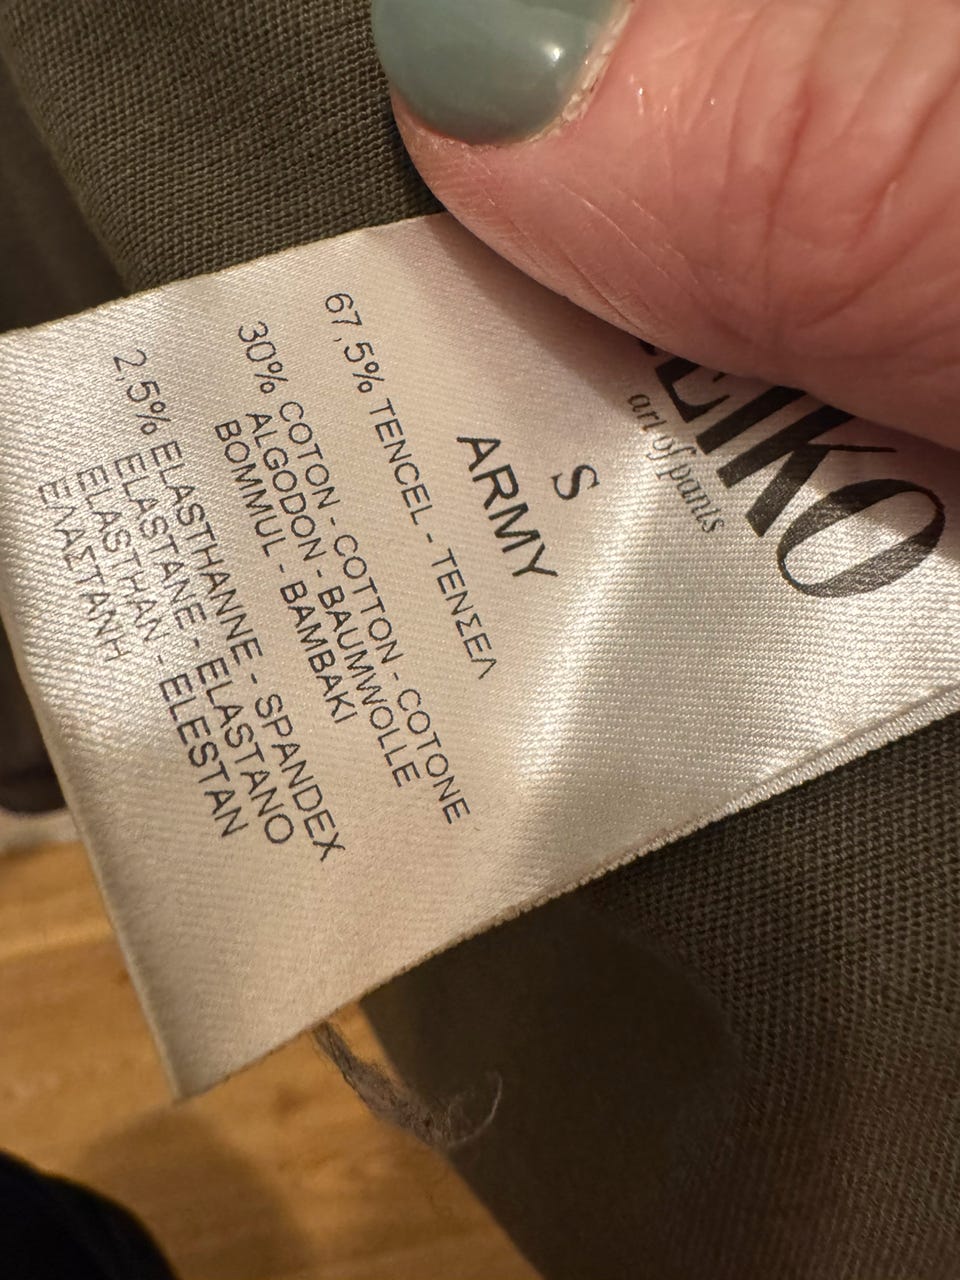 art of pants
S
ARMY
67,5% TENCEL - ΤΕΝΣΕΛ
30% COTON - COTTON - COTONE
ALGODON - BAUMWOLLE
BOMMUL - BAMBAKI
2,5% ELASTHANNE - SPANDEX
ELASTANE - ELASTANO
ELASTHAN - ELESTAN
ΕΛΑΣΤΑΝΗ